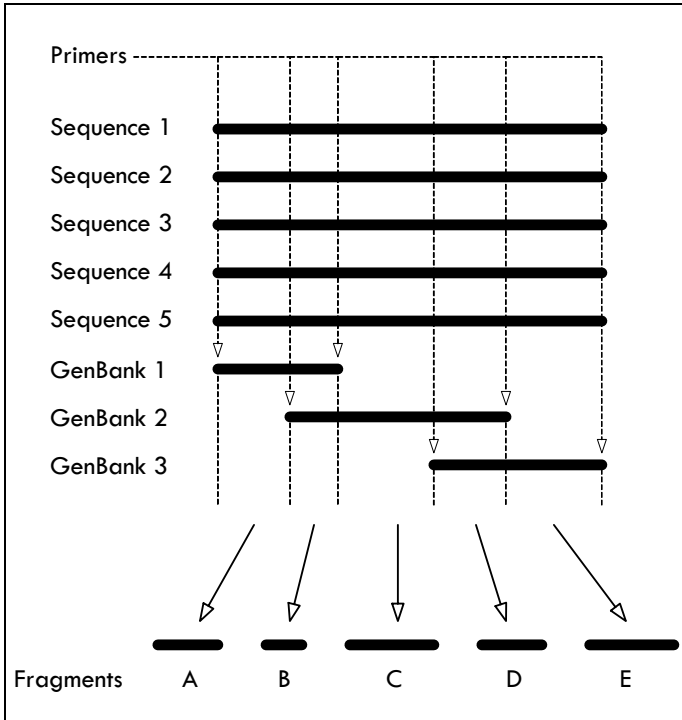 Primers
Sequence 1
Sequence 2
Sequence 3
Sequence 4
Sequence 5
GenBank 1
GenBank 2
GenBank 3
Fragments A B C D E